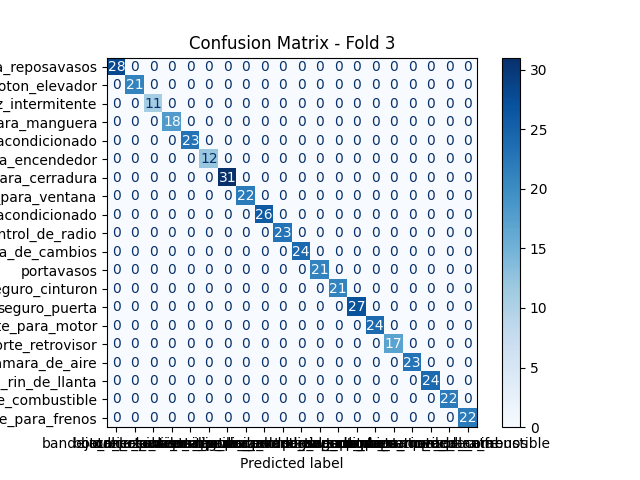 Confusion Matrix - Fold 3
a_reposavasos 28 0 0 0 0 0 0 0 0 0 0 0 0 0 0 0 0 0 0 0
oton_elevador 0 21 0 0 0 0 0 0 0 0 0 0 0 0 0 0 0 0 0 0
z_intermitente 0 0 11 0 0 0 0 0 0 0 0 0 0 0 0 0 0 0 0 0
ara_manguera 0 0 0 18 0 0 0 0 0 0 0 0 0 0 0 0 0 0 0 0
acondicionado 0 0 0 0 23 0 0 0 0 0 0 0 0 0 0 0 0 0 0 0
a_encendedor 0 0 0 0 0 12 0 0 0 0 0 0 0 0 0 0 0 0 0 0
ara_cerradura 0 0 0 0 0 0 31 0 0 0 0 0 0 0 0 0 0 0 0 0
para_ventana 0 0 0 0 0 0 0 22 0 0 0 0 0 0 0 0 0 0 0 0
acondicionado 0 0 0 0 0 0 0 0 26 0 0 0 0 0 0 0 0 0 0 0
ntrol_de_radio 0 0 0 0 0 0 0 0 0 23 0 0 0 0 0 0 0 0 0 0
a_de_cambios 0 0 0 0 0 0 0 0 0 0 24 0 0 0 0 0 0 0 0 0
portavasos 0 0 0 0 0 0 0 0 0 0 0 21 0 0 0 0 0 0 0 0
eguro_cinturon 0 0 0 0 0 0 0 0 0 0 0 0 21 0 0 0 0 0 0 0
seguro_puerta 0 0 0 0 0 0 0 0 0 0 0 0 0 27 0 0 0 0 0 0
te_para_motor 0 0 0 0 0 0 0 0 0 0 0 0 0 0 24 0 0 0 0 0
orte_retrovisor 0 0 0 0 0 0 0 0 0 0 0 0 0 0 0 17 0 0 0 0
amara_de_aire 0 0 0 0 0 0 0 0 0 0 0 0 0 0 0 0 23 0 0 0
_rin_de_llanta 0 0 0 0 0 0 0 0 0 0 0 0 0 0 0 0 0 24 0 0
e_combustible 0 0 0 0 0 0 0 0 0 0 0 0 0 0 0 0 0 0 22 0
e_para_frenos 0 0 0 0 0 0 0 0 0 0 0 0 0 0 0 0 0 0 0 22
Predicted label
30
25
20
15
10
5
0